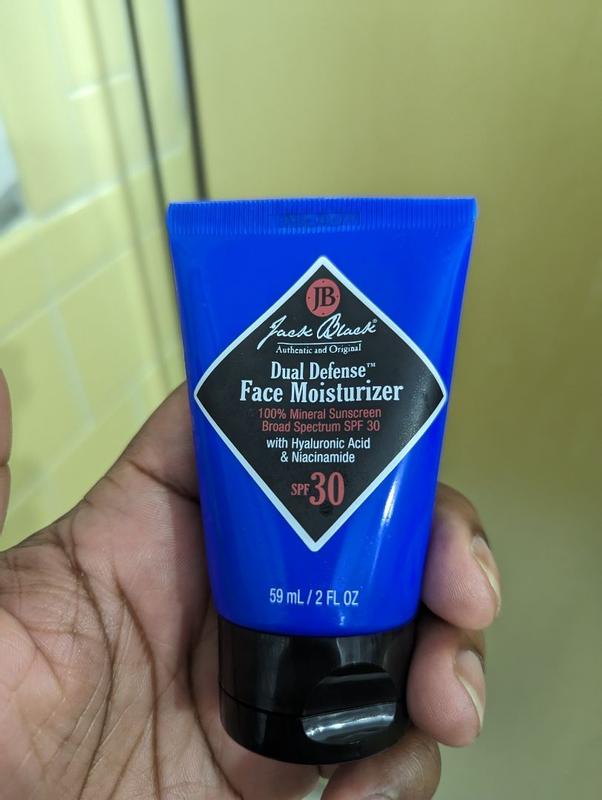 JB
Jack Black®
Authentic and Original
Dual Defense™
Face Moisturizer
100% Mineral Sunscreen
Broad Spectrum SPF 30
with Hyaluronic Acid
& Niacinamide
SPF 30
59 mL / 2 FL OZ